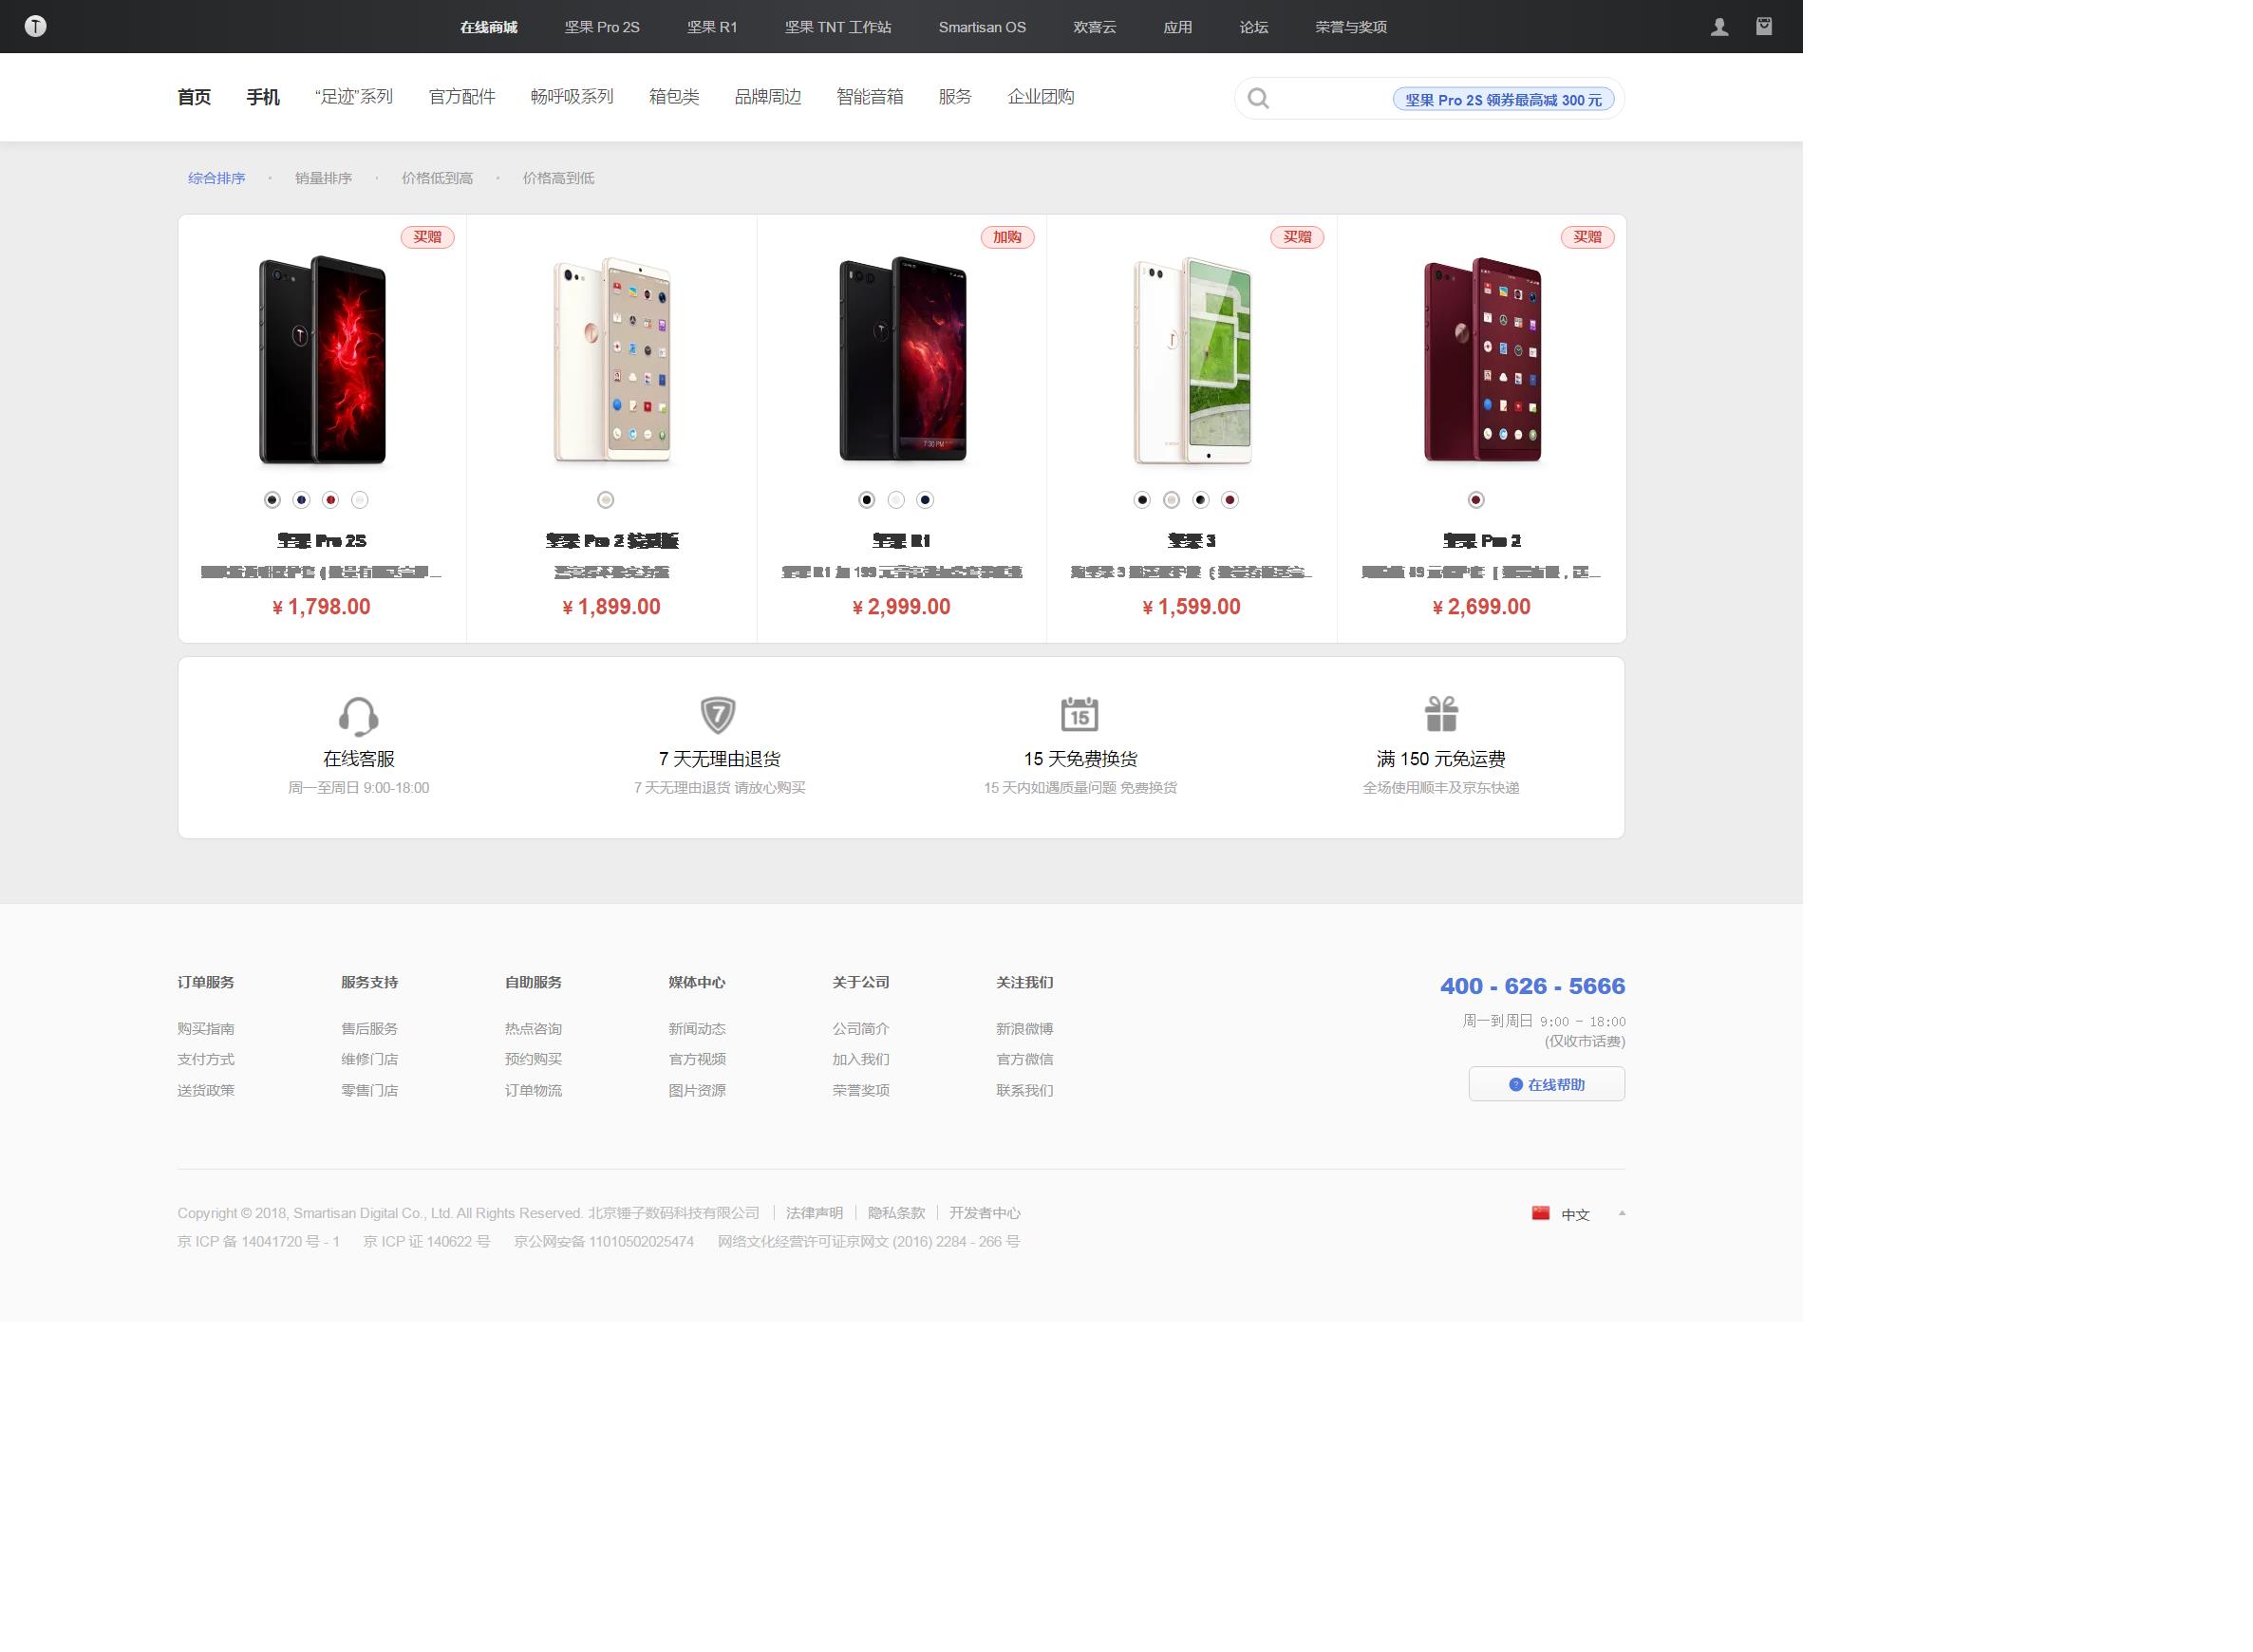 在线商城 坚果 Pro 2S 坚果 R1 坚果 TNT 工作站 Smartisan OS 欢喜云 应用 论坛 荣誉与奖项
首页 手机 “足迹”系列 官方配件 畅呼吸系列 箱包类 品牌周边 智能音箱 服务 企业团购 坚果 Pro 2S 领券最高减 300 元
综合排序 销量排序 价格低到高 价格高到低
买赠 加购 买赠 买赠
7:30 PM
坚果 Pro 2S 坚果 Pro 2 特别版 坚果 R1 坚果 3 坚果 Pro 2
¥ 1,798.00 ¥ 1,899.00 ¥ 2,999.00 ¥ 1,599.00 ¥ 2,699.00
7 15
在线客服 7 天无理由退货 15 天免费换货 满 150 元免运费
周一至周日 9:00-18:00 7 天无理由退货 请放心购买 15 天内如遇质量问题 免费换货 全场使用顺丰及京东快递
订单服务 服务支持 自助服务 媒体中心 关于公司 关注我们 400 - 626 - 5666
购买指南 售后服务 热点咨询 新闻动态 公司简介 新浪微博 周一到周日 9:00 - 18:00
(仅收市话费)
支付方式 维修门店 预约购买 官方视频 加入我们 官方微信
送货政策 零售门店 订单物流 图片资源 荣誉奖项 联系我们 ? 在线帮助
Copyright © 2018, Smartisan Digital Co., Ltd. All Rights Reserved. 北京锤子数码科技有限公司 法律声明 隐私条款 开发者中心 中文
京 ICP 备 14041720 号 - 1 京 ICP 证 140622 号 京公网安备 11010502025474 网络文化经营许可证京网文 (2016) 2284 - 266 号